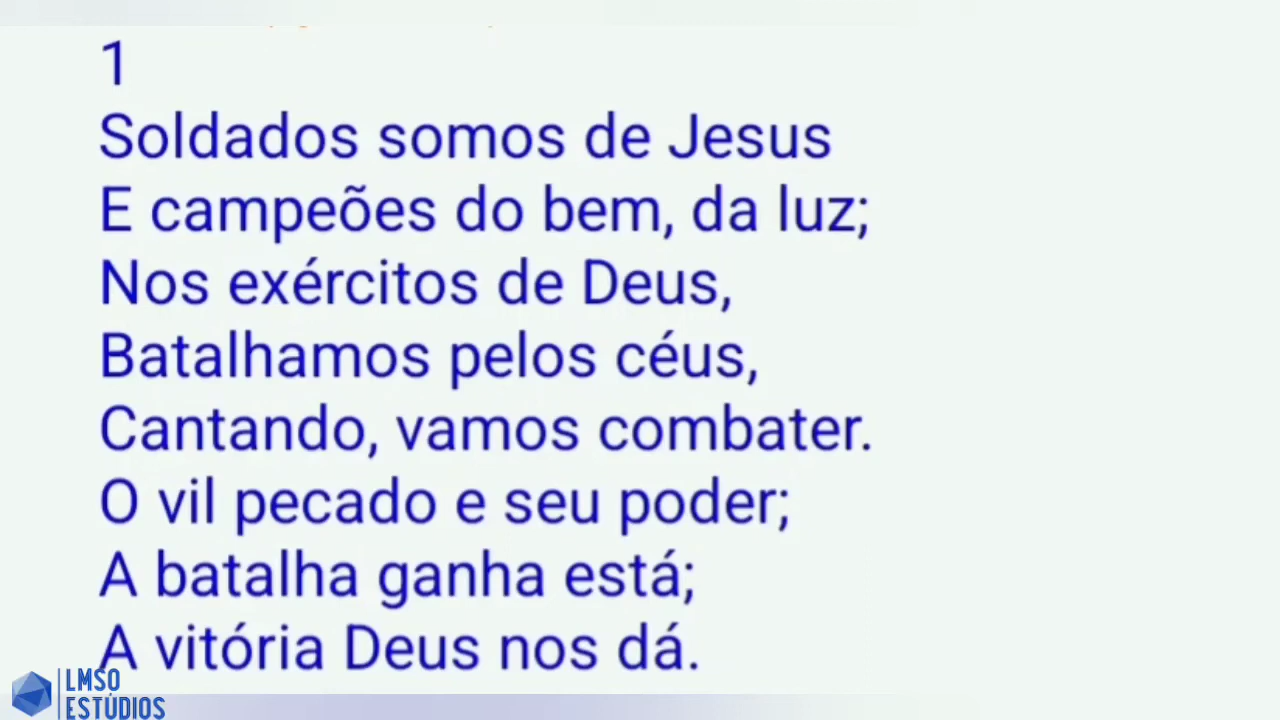 1
Soldados somos de Jesus
E campeões do bem, da luz;
Nos exércitos de Deus,
Batalhamos pelos céus,
Cantando, vamos combater.
O vil pecado e seu poder;
A batalha ganha está;
A vitória Deus nos dá.
LMSO
ESTÚDIOS